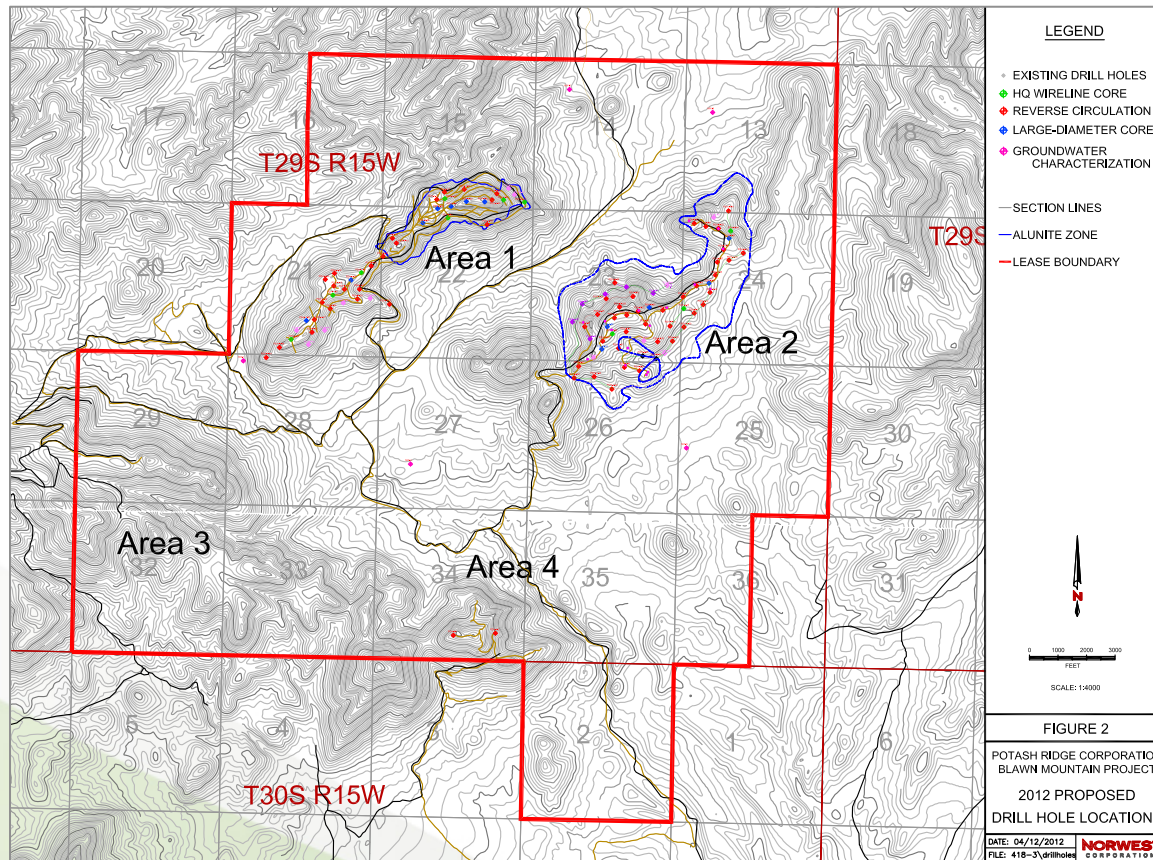 17
16
15
14
13
18
T29S R15W
20
21
22
23
24
19
T29S
Area 1
Area 2
29
28
27
26
25
30
Area 3
Area 4
32
33
34
35
36
31
5
4
3
2
1
6
T30S R15W
LEGEND
EXISTING DRILL HOLES
HQ WIRELINE CORE
REVERSE CIRCULATION
LARGE-DIAMETER CORE
GROUNDWATER
CHARACTERIZATION
SECTION LINES
ALUNITE ZONE
LEASE BOUNDARY
N
0 1000 2000 3000
FEET
SCALE: 1:4000
FIGURE 2
POTASH RIDGE CORPORATIO
BLAWN MOUNTAIN PROJECT
2012 PROPOSED
DRILL HOLE LOCATION
DATE: 04/12/2012
FILE: 418-3\drillholes
NORWEST
CORPORATION